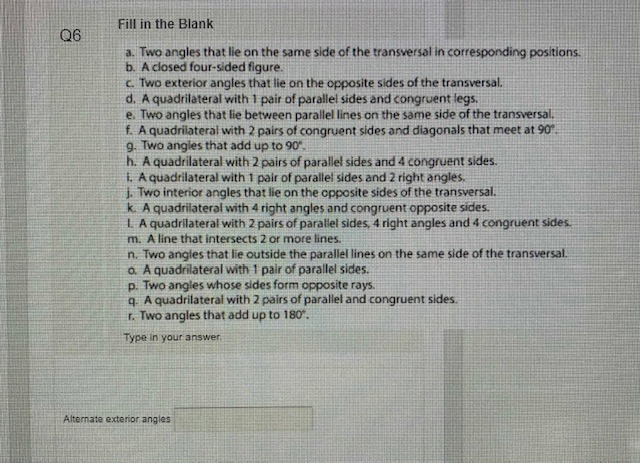 Q6
Fill in the Blank
a. Two angles that lie on the same side of the transversal in corresponding positions.
b. A closed four-sided figure.
c. Two exterior angles that lie on the opposite sides of the transversal.
d. A quadrilateral with 1 pair of parallel sides and congruent legs.
e. Two angles that lie between parallel lines on the same side of the transversal.
f. A quadrilateral with 2 pairs of congruent sides and diagonals that meet at 90°.
g. Two angles that add up to 90°.
h. A quadrilateral with 2 pairs of parallel sides and 4 congruent sides.
i. A quadrilateral with 1 pair of parallel sides and 2 right angles.
j. Two interior angles that lie on the opposite sides of the transversal.
k. A quadrilateral with 4 right angles and congruent opposite sides.
l. A quadrilateral with 2 pairs of parallel sides, 4 right angles and 4 congruent sides.
m. A line that intersects 2 or more lines.
n. Two angles that lie outside the parallel lines on the same side of the transversal.
o. A quadrilateral with 1 pair of parallel sides.
p. Two angles whose sides form opposite rays.
q. A quadrilateral with 2 pairs of parallel and congruent sides.
r. Two angles that add up to 180°.
Type in your answer.
Alternate exterior angles